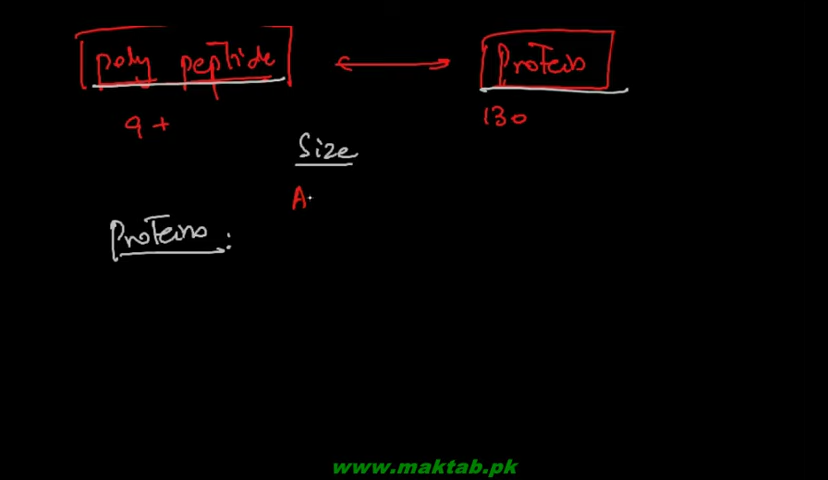 poly peptide Proteins
9+ 130
Size
A
Proteins:
www.maktab.pk